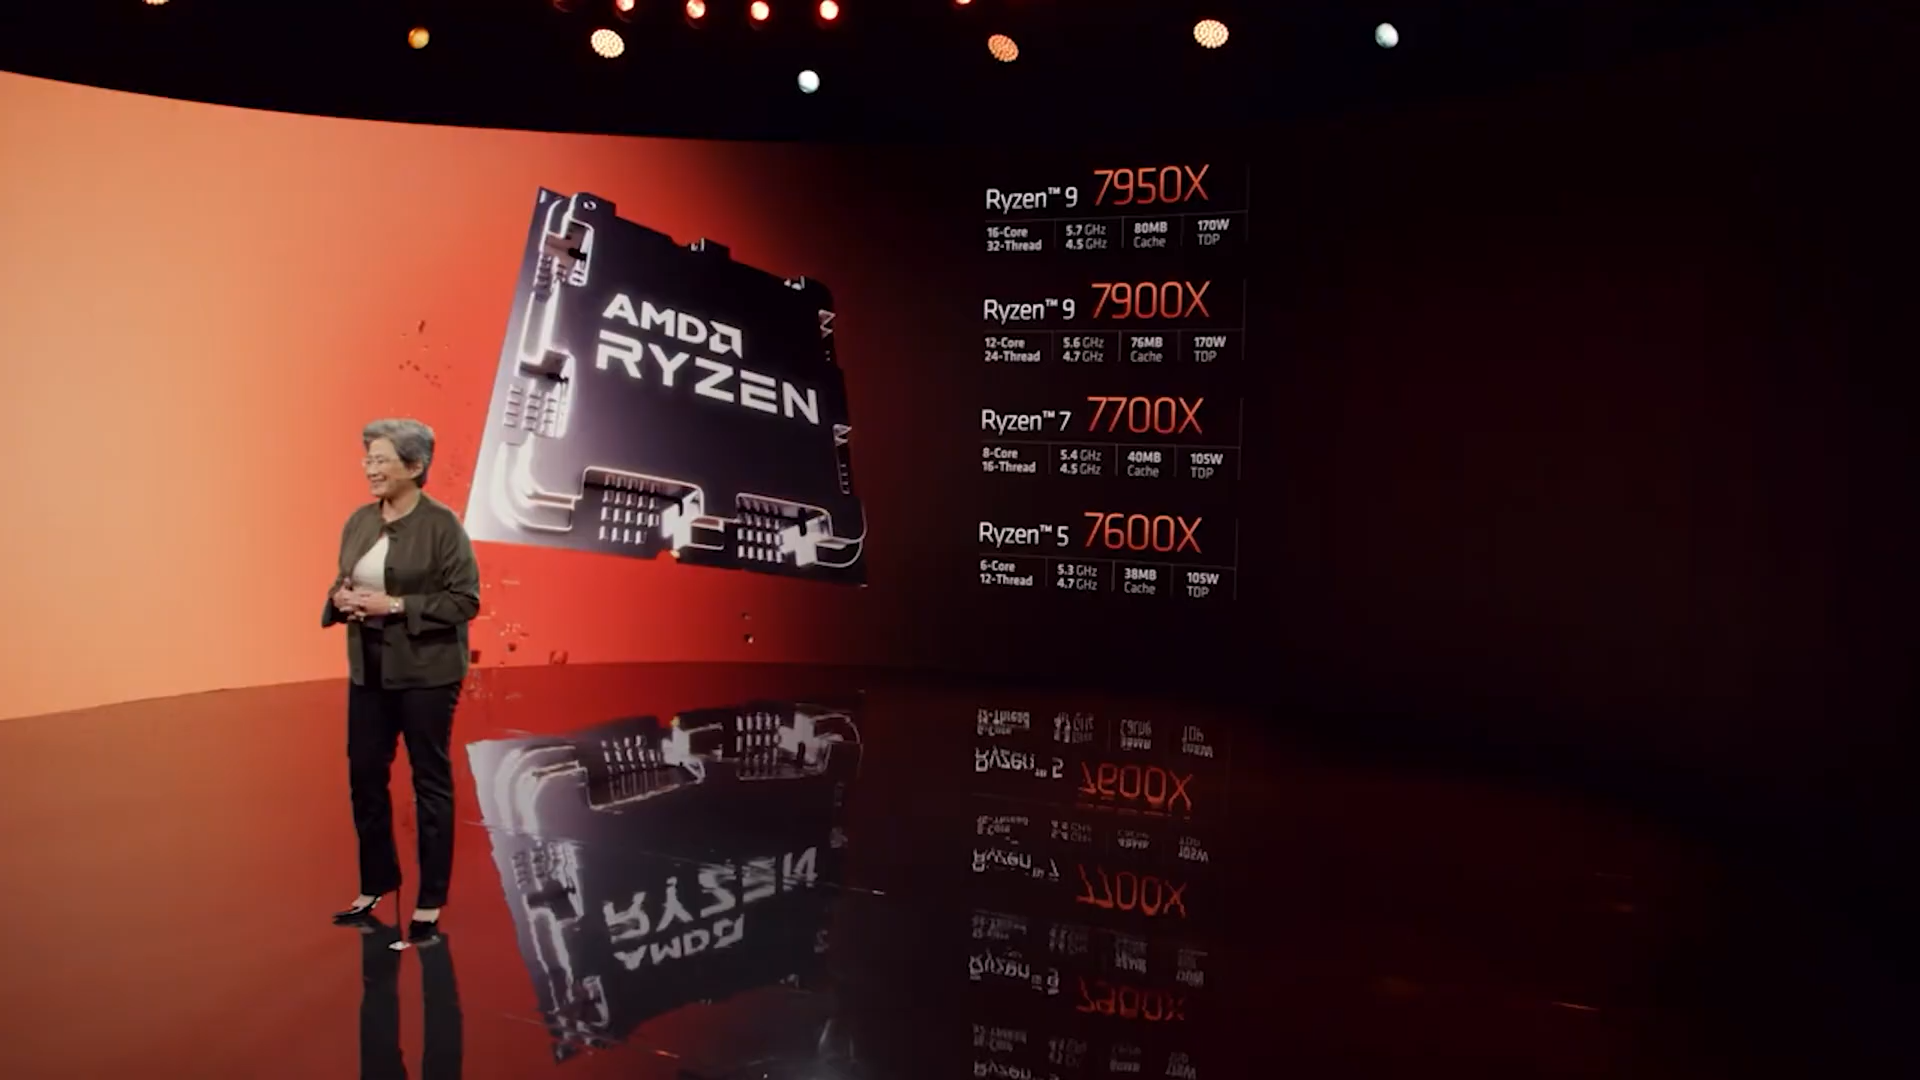 AMD
RYZEN
Ryzen™ 9 7950X
16-Core 32-Thread 5.7 GHz 4.5 GHz 80MB Cache 170W TDP
Ryzen™ 9 7900X
12-Core 24-Thread 5.6 GHz 4.7 GHz 76MB Cache 170W TDP
Ryzen™ 7 7700X
8-Core 16-Thread 5.4 GHz 4.5 GHz 40MB Cache 105W TDP
Ryzen™ 5 7600X
6-Core 12-Thread 5.3 GHz 4.7 GHz 38MB Cache 105W TDP